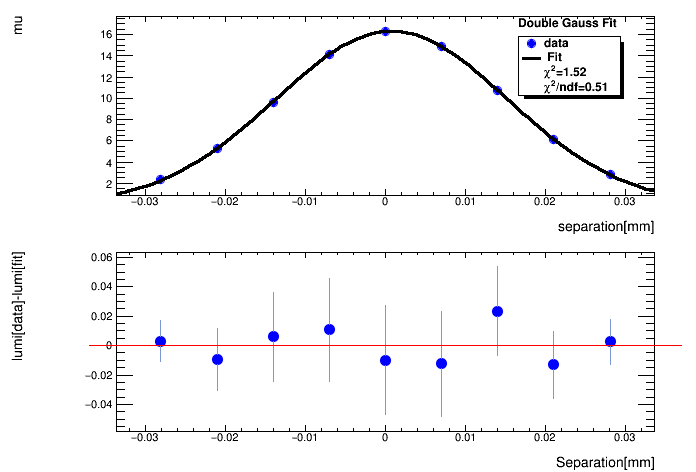 Double Gauss Fit
mu
data
Fit
χ²=1.52
χ²/ndf=0.51
16
14
12
10
8
6
4
2
−0.03 −0.02 −0.01 0 0.01 0.02 0.03
separation[mm]
lumi[data]-lumi[fit]
0.06
0.04
0.02
0
−0.02
−0.04
−0.03 −0.02 −0.01 0 0.01 0.02 0.03
Separation[mm]